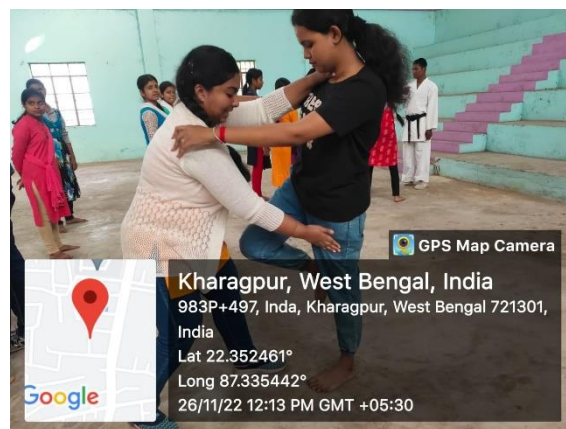 GPS Map Camera
Kharagpur, West Bengal, India
983P+497, Inda, Kharagpur, West Bengal 721301,
India
Lat 22.352461°
Long 87.335442°
26/11/22 12:13 PM GMT +05:30
Google